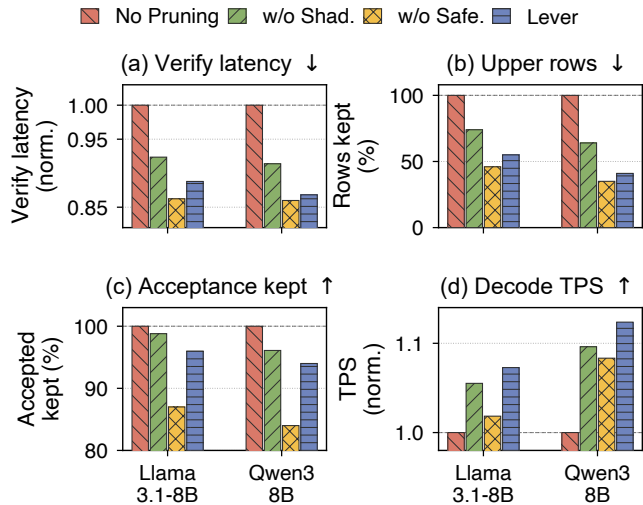 No Pruning w/o Shad. w/o Safe. Lever
(a) Verify latency ↓
Verify latency
(norm.)
1.00
0.95
0.85
(b) Upper rows ↓
Rows kept
(%)
100
50
0
(c) Acceptance kept ↑
Accepted
kept (%)
100
90
80
Llama
3.1-8B
Qwen3
8B
(d) Decode TPS ↑
TPS
(norm.)
1.1
1.0
Llama
3.1-8B
Qwen3
8B